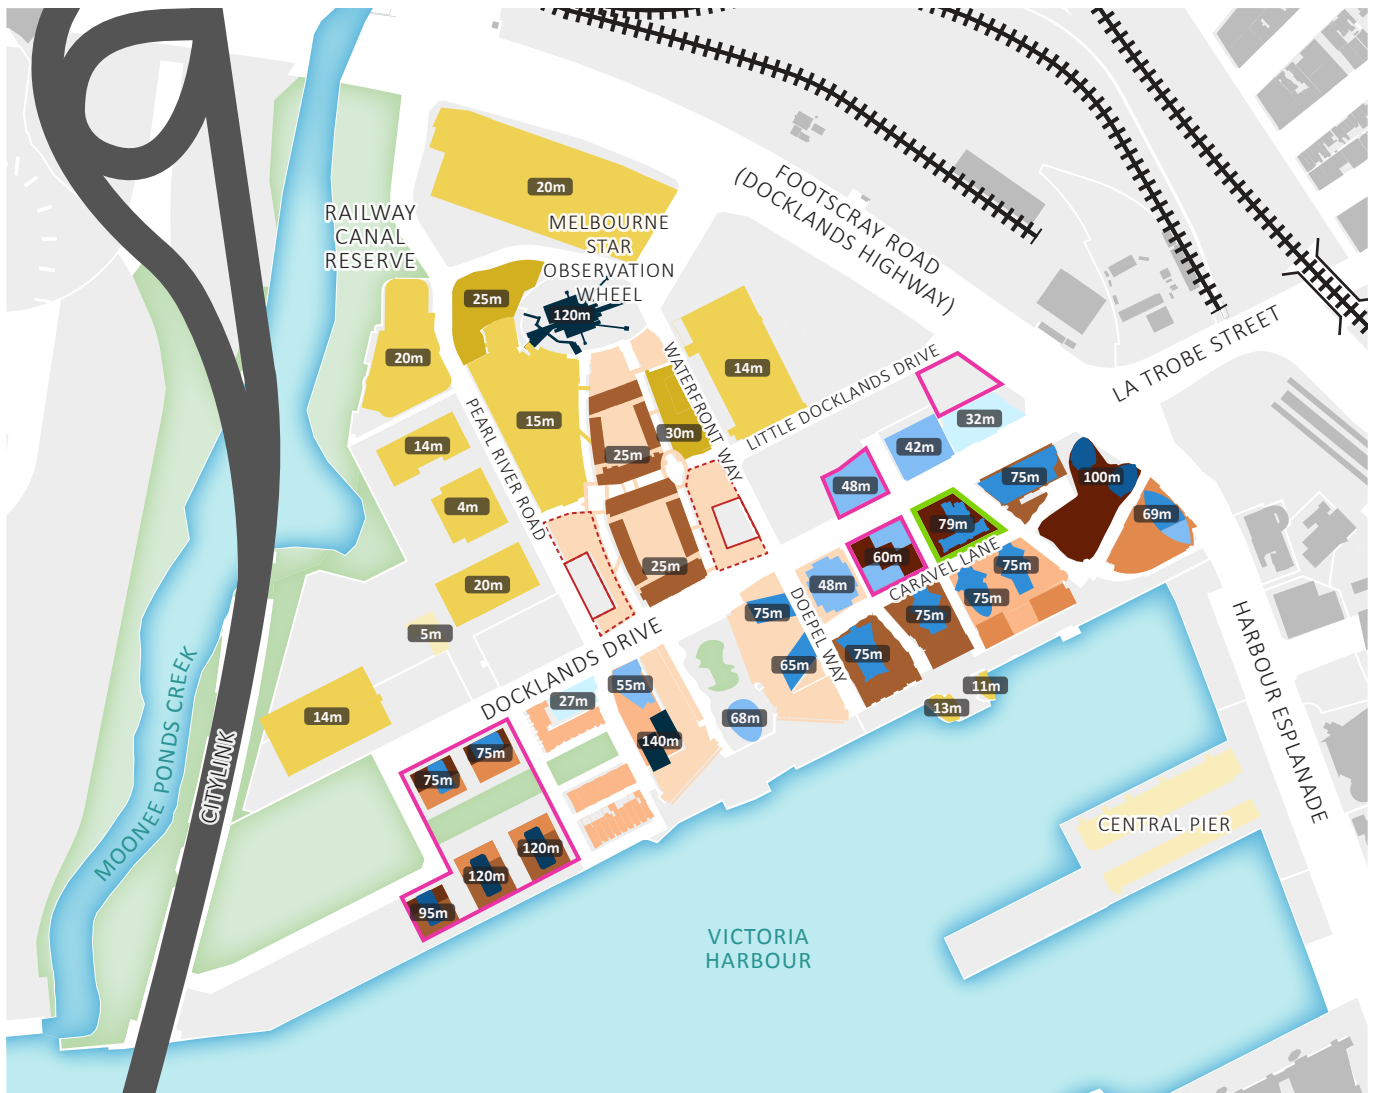 20m
RAILWAY
CANAL
RESERVE
MELBOURNE
STAR
OBSERVATION
WHEEL
FOOTSCRAY ROAD
(DOCKLANDS HIGHWAY)
25m
120m
LA TROBE STREET
20m
14m
WATERFRONT WAY
LITTLE DOCKLANDS DRIVE
PEARL RIVER ROAD
15m
32m
30m
14m
42m
25m
75m
100m
48m
4m
69m
79m
60m
25m
CARAVEL LANE
75m
20m
48m
75m
75m
75m
DOEPEL WAY
5m
DOCKLANDS DRIVE
HARBOUR ESPLANADE
75m
65m
55m
11m
27m
13m
14m
68m
140m
75m
75m
MOONEE PONDS CREEK
CITYLINK
CENTRAL PIER
120m
120m
95m
VICTORIA
HARBOUR